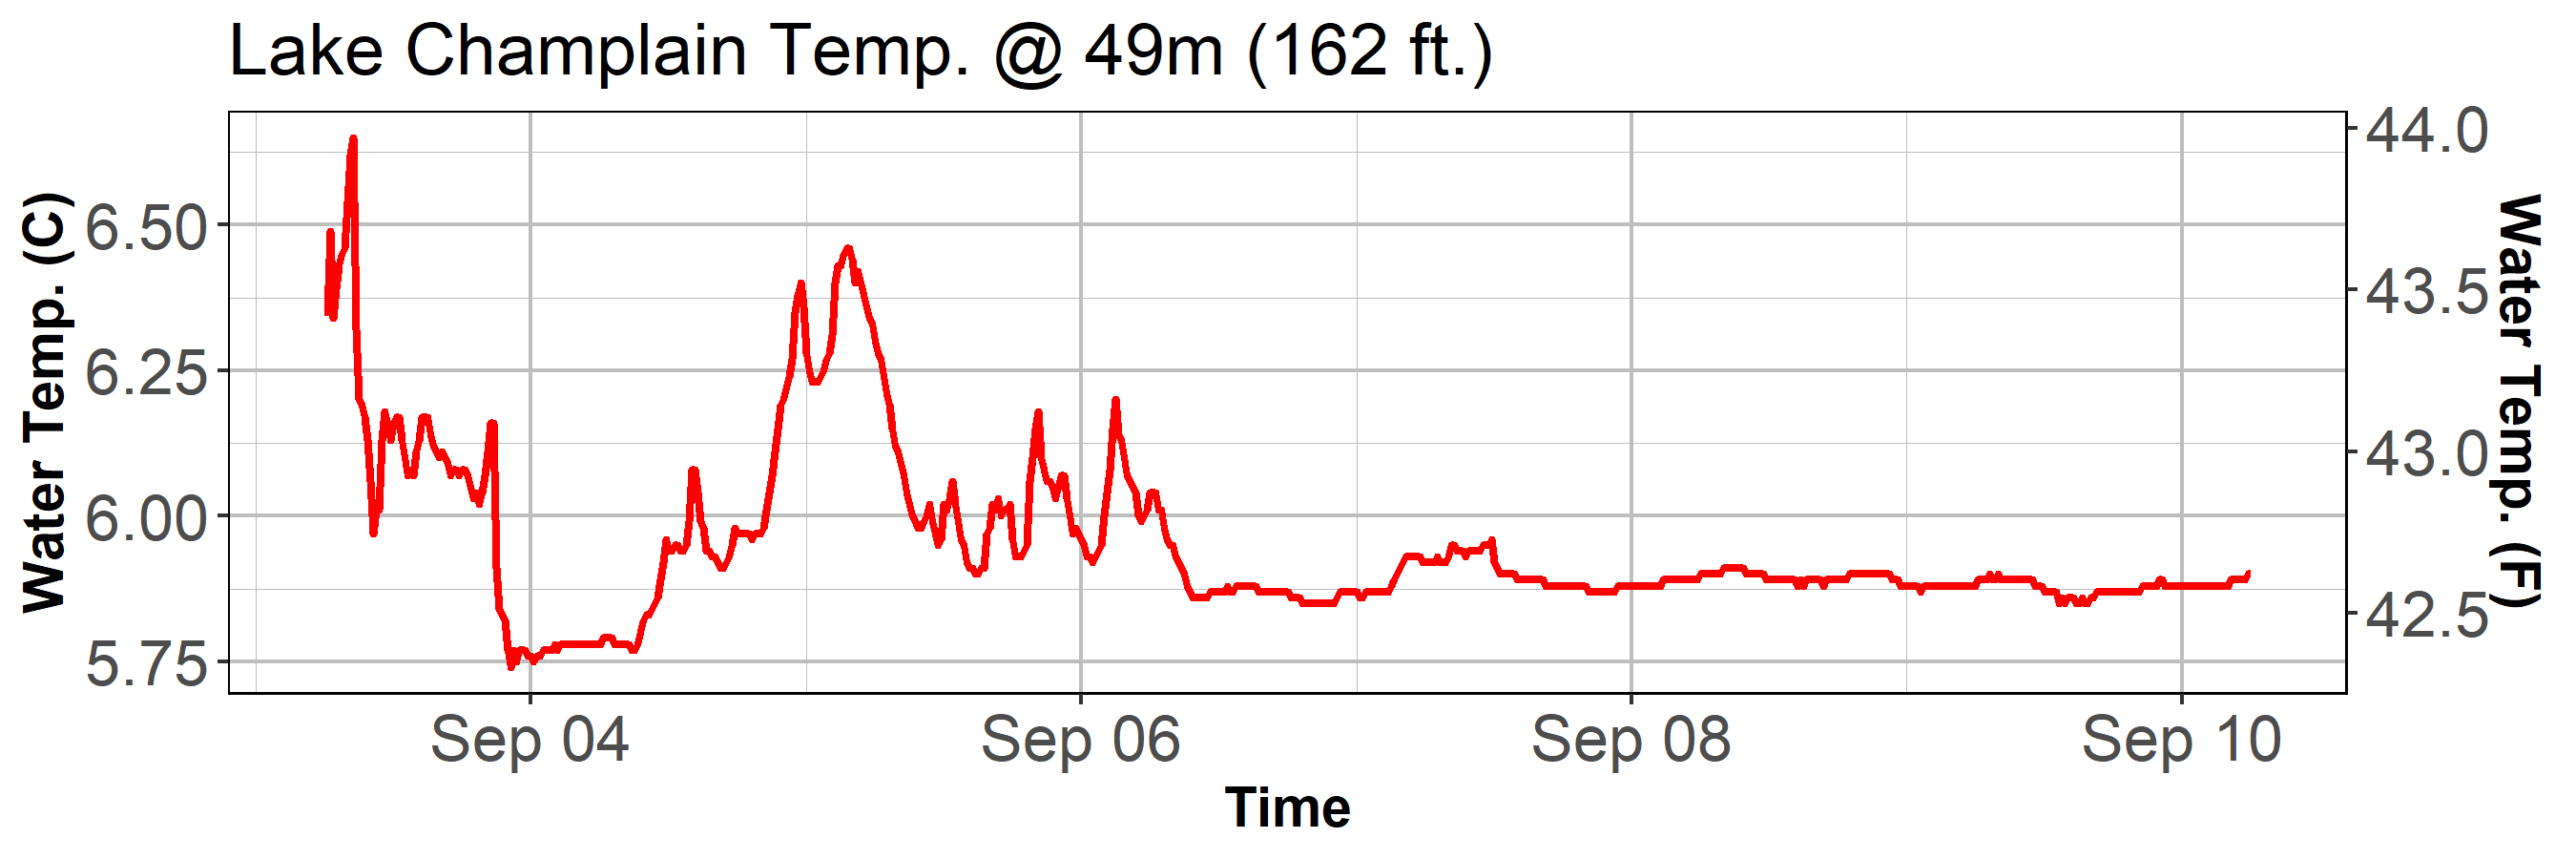 Lake Champlain Temp. @ 49m (162 ft.)
Water Temp. (C)
6.50
6.25
6.00
5.75
44.0
43.5
43.0
42.5
Water Temp. (F)
Sep 04 Sep 06 Sep 08 Sep 10
Time